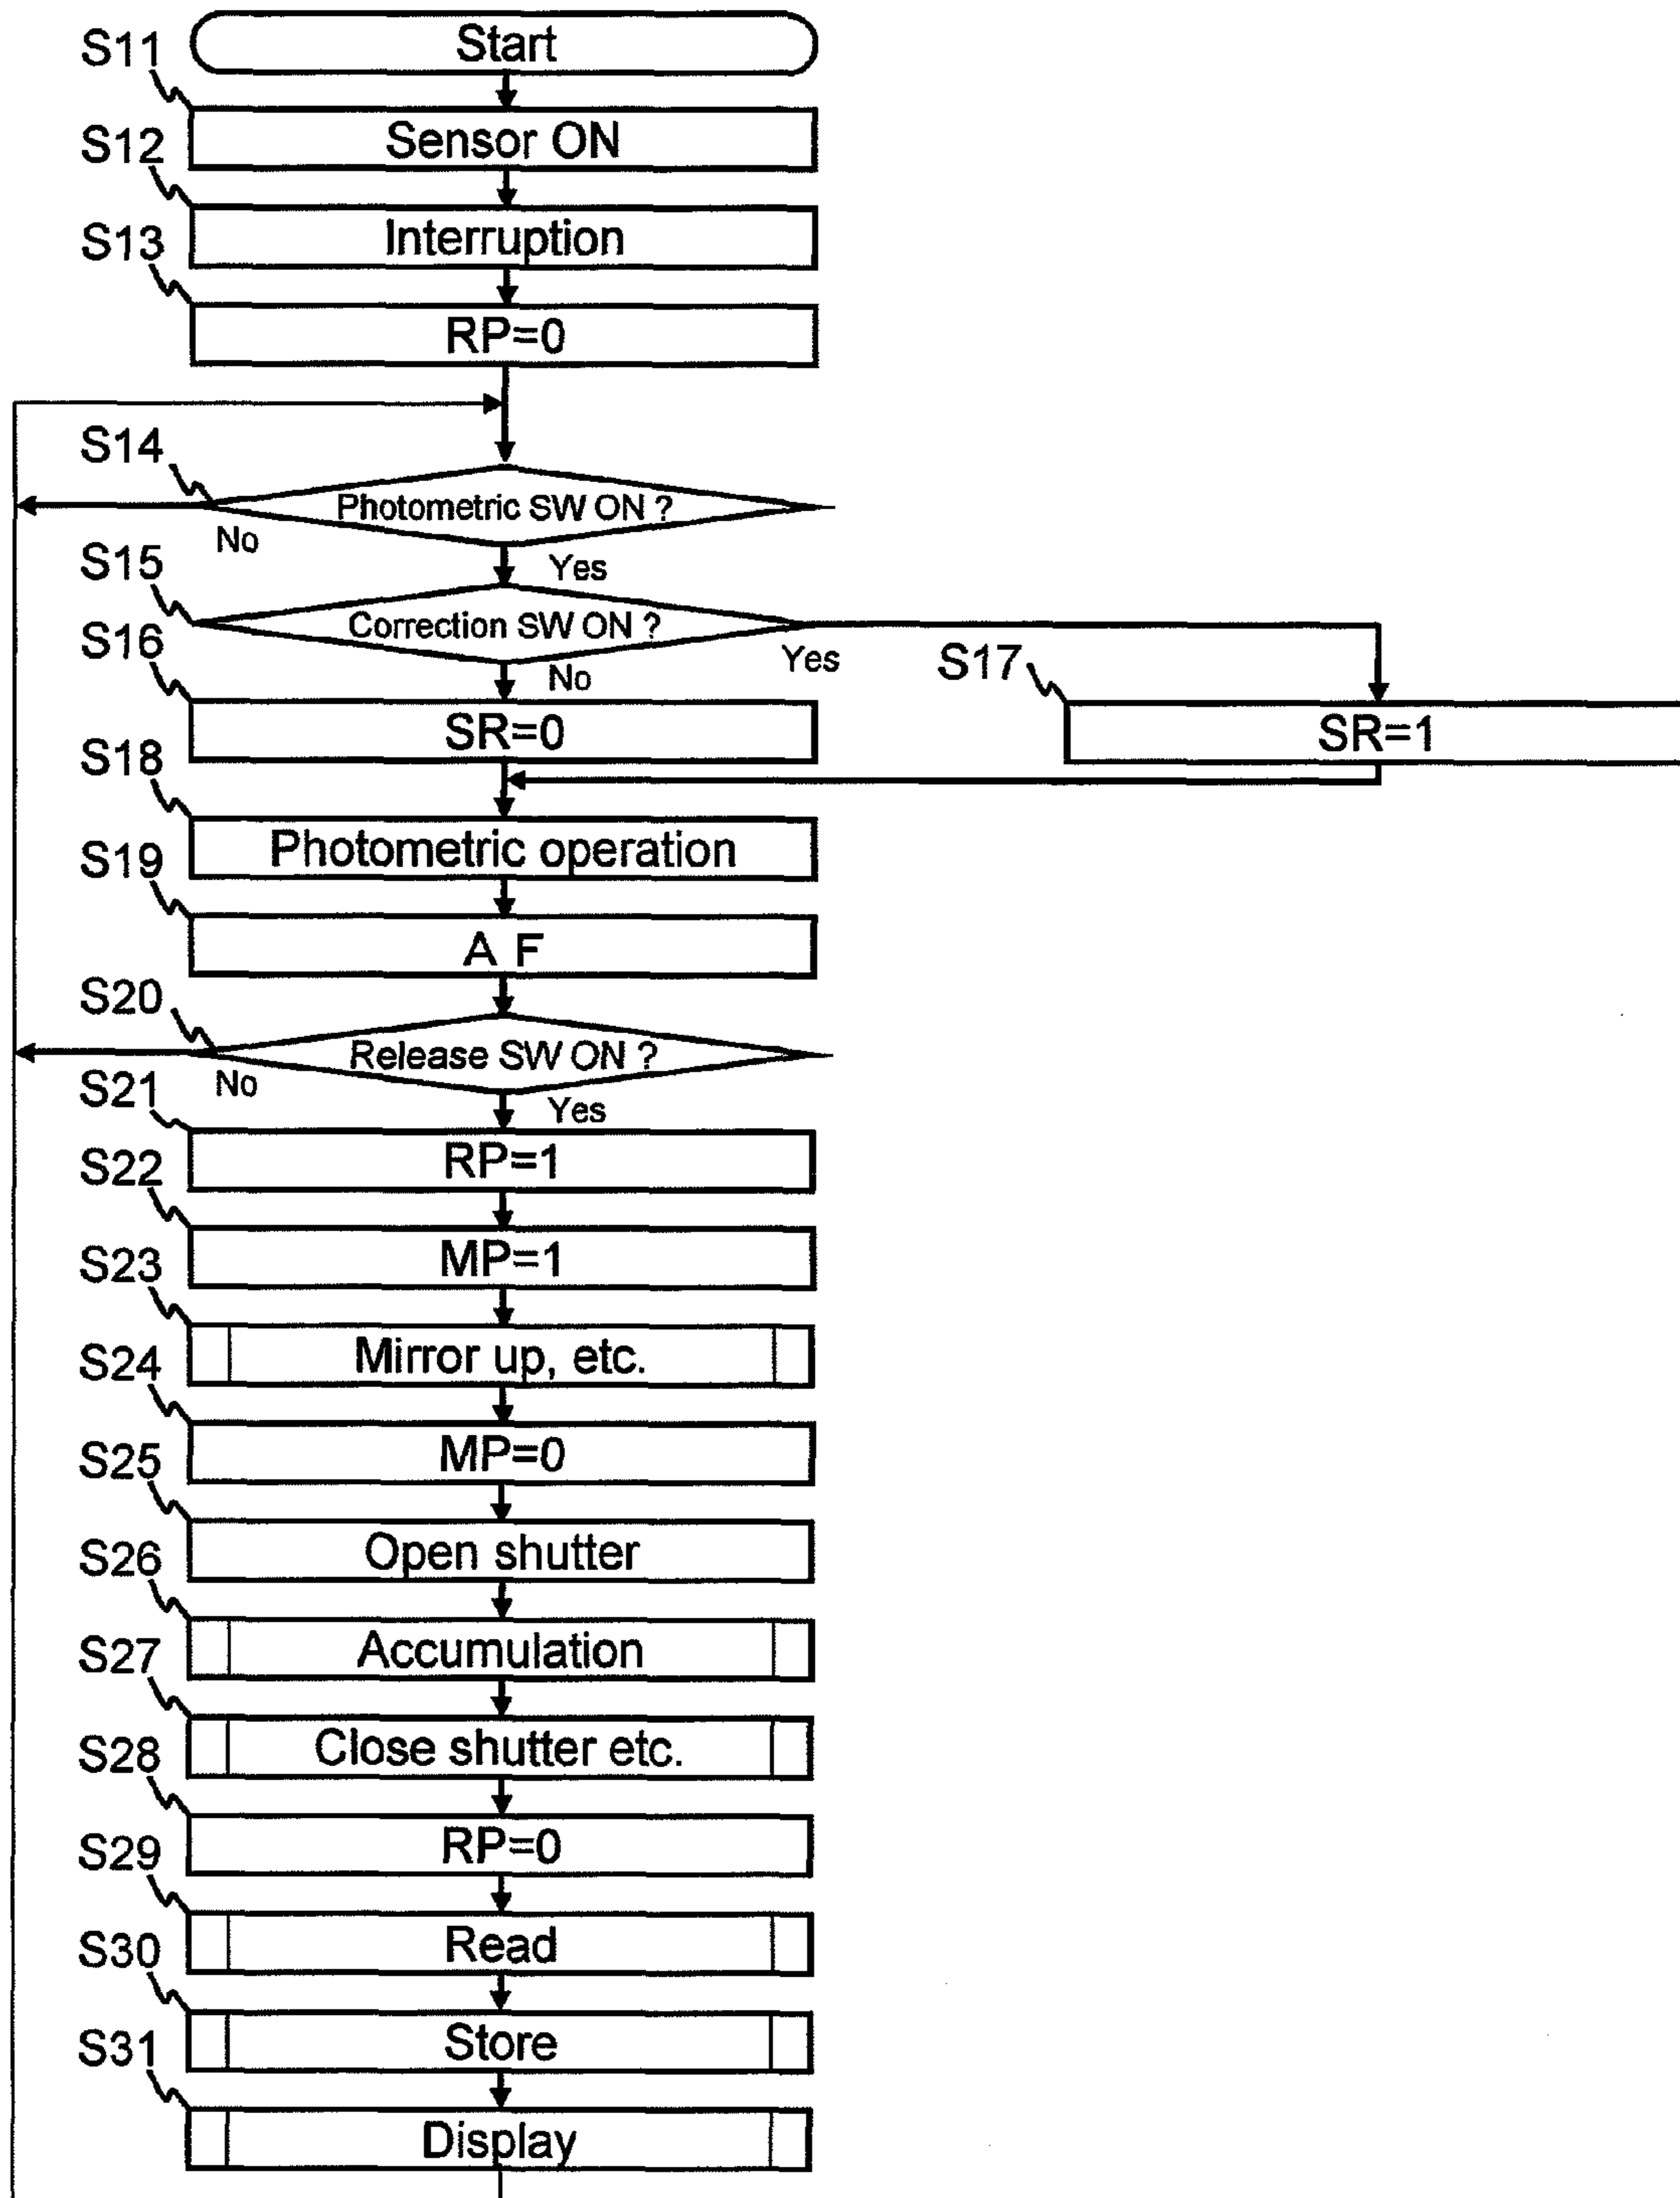 Start
S11
Sensor ON
S12
Interruption
S13
RP=0
S14
Photometric SW ON ?
No
Yes
S15
Correction SW ON ?
Yes
No
S16
SR=0
S17
SR=1
S18
Photometric operation
S19
A F
S20
Release SW ON ?
No
Yes
S21
RP=1
S22
MP=1
S23
Mirror up, etc.
S24
MP=0
S25
Open shutter
S26
Accumulation
S27
Close shutter etc.
S28
RP=0
S29
Read
S30
Store
S31
Display